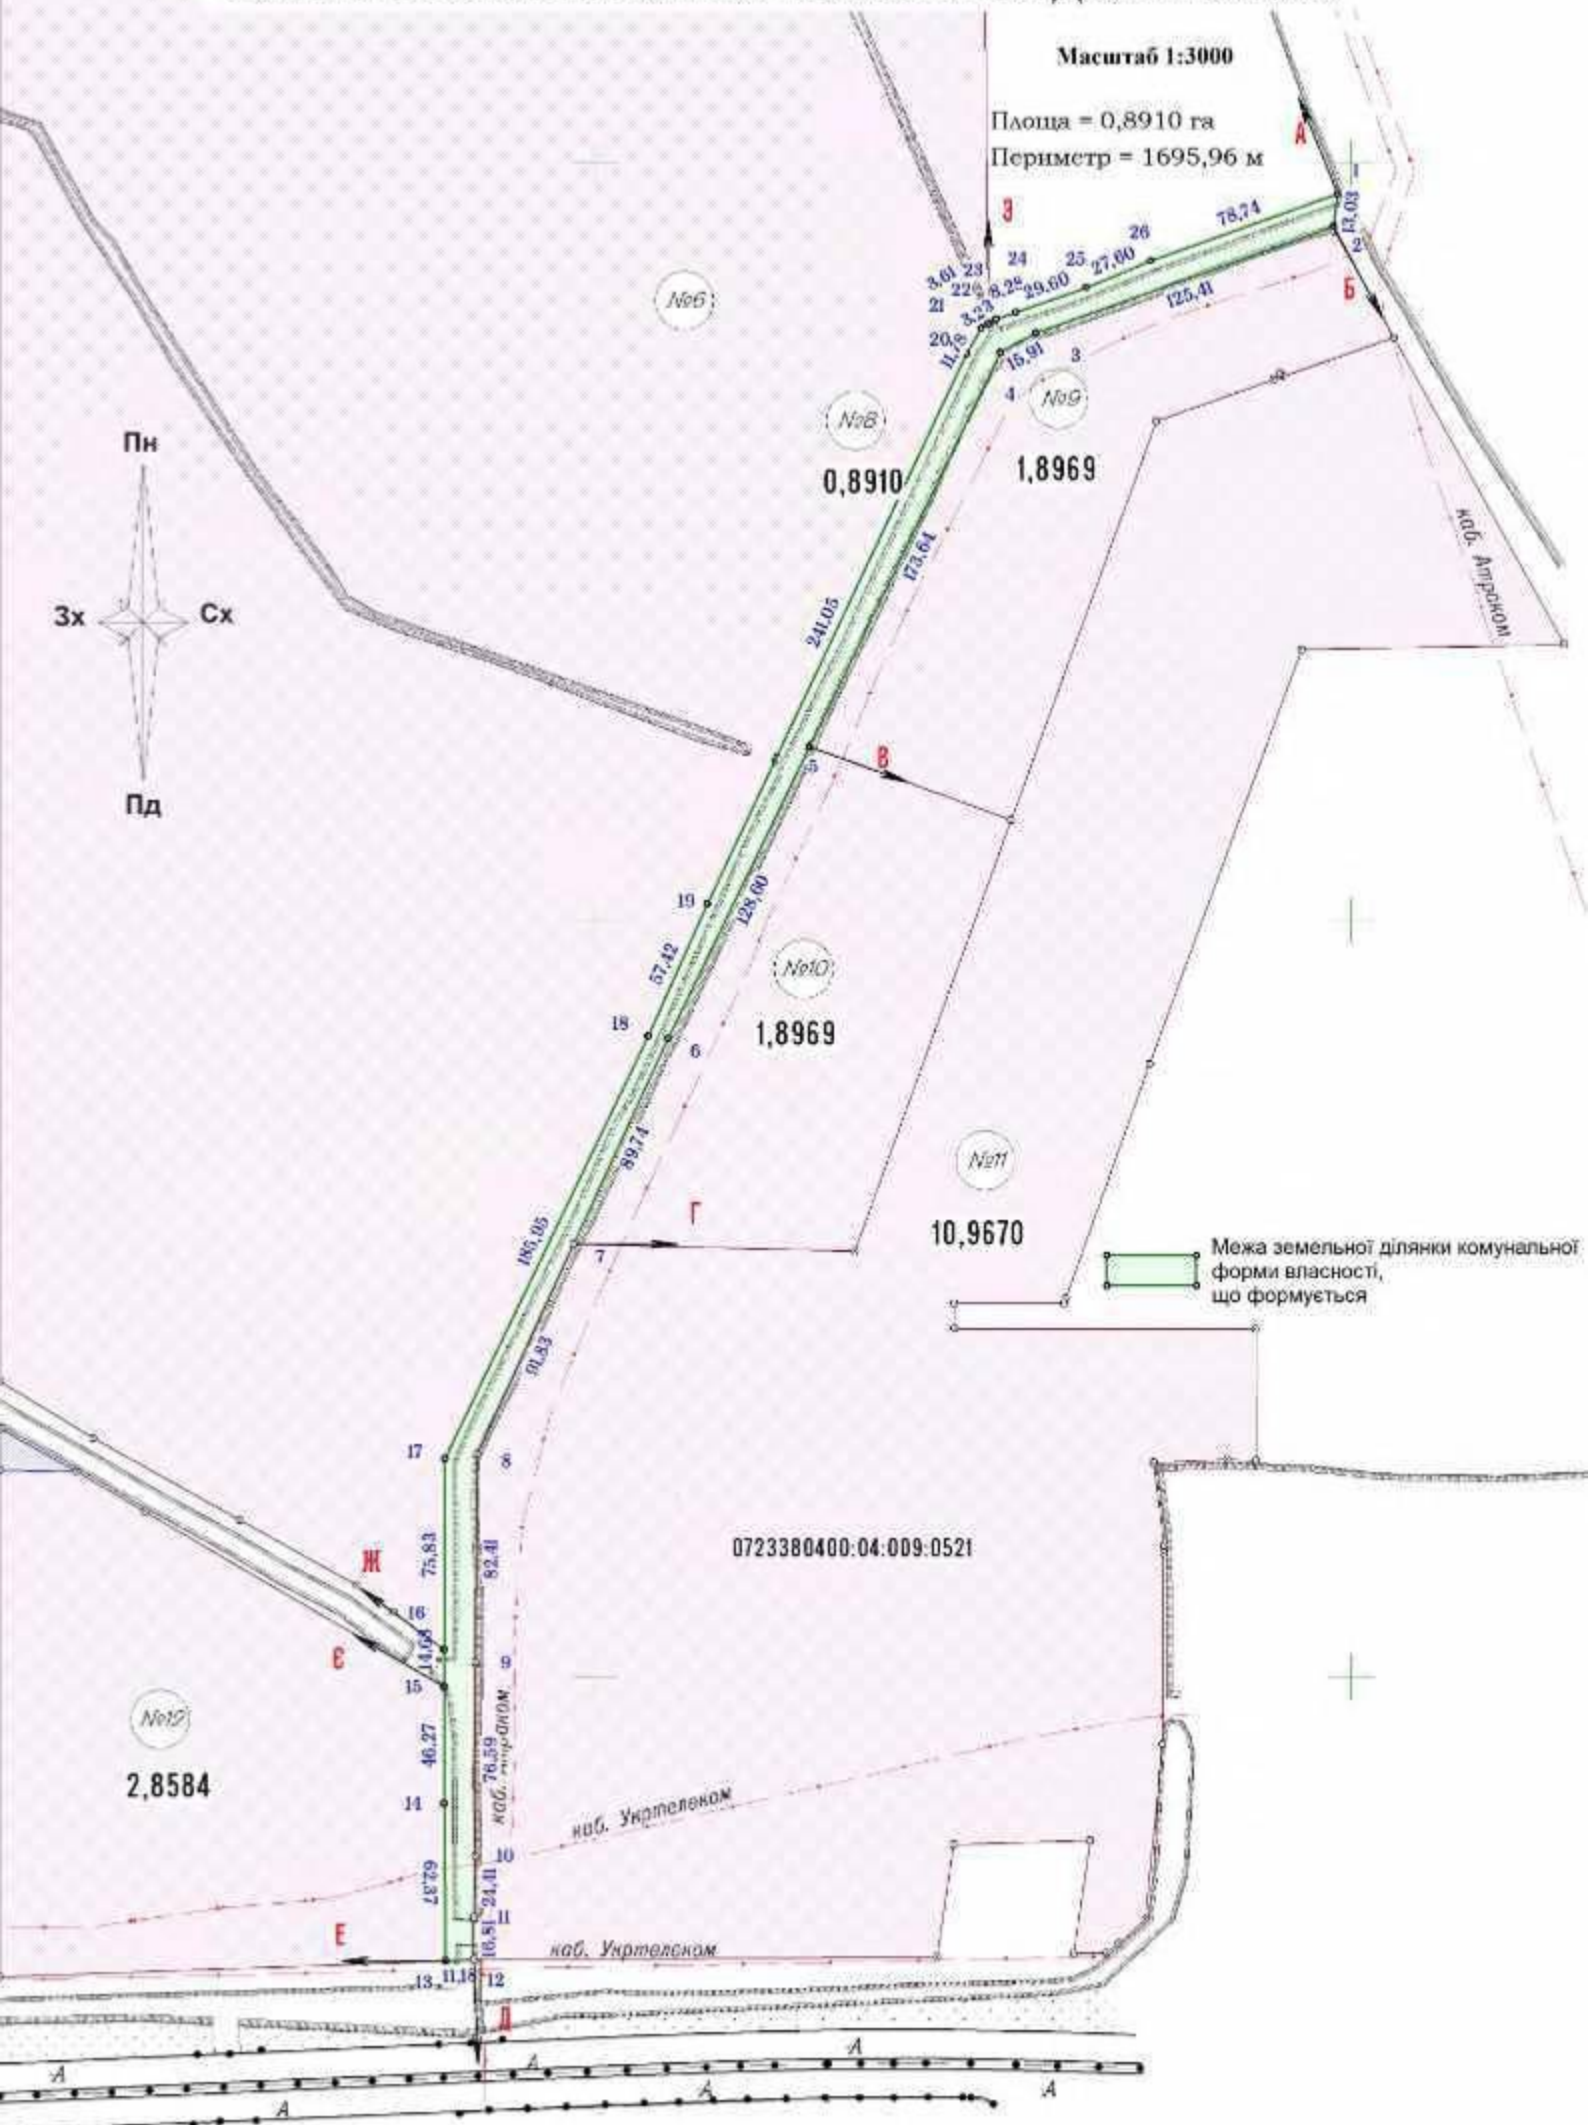 Масштаб 1:3000
Площа = 0,8910 га
Периметр = 1695,96 м
А
1
13,03
2
Б
З
78,74
26
27,60
25
24
29,60
8,28
23
3,61
22
21
3,23
20
11,78
125,41
15,91
3
4
№6
№8
0,8910
№9
1,8969
Пн
Зх
Сх
Пд
каб. Атраком
173,64
241,05
5
В
19
128,60
57,42
№10
1,8969
18
6
89,74
№11
10,9670
185,95
7
Г
Межа земельної ділянки комунальної
форми власності,
що формується
91,83
17
8
75,83
82,41
0723380400:04:009:0521
Ж
16
14,68
Є
15
9
№12
2,8584
46,27
76,59
каб. Атраком
14
каб. Укртелеком
10
62,37
24,41
11
16,81
Е
каб. Укртелеком
13
11,18
12
Д
А
А
А
А
А
А